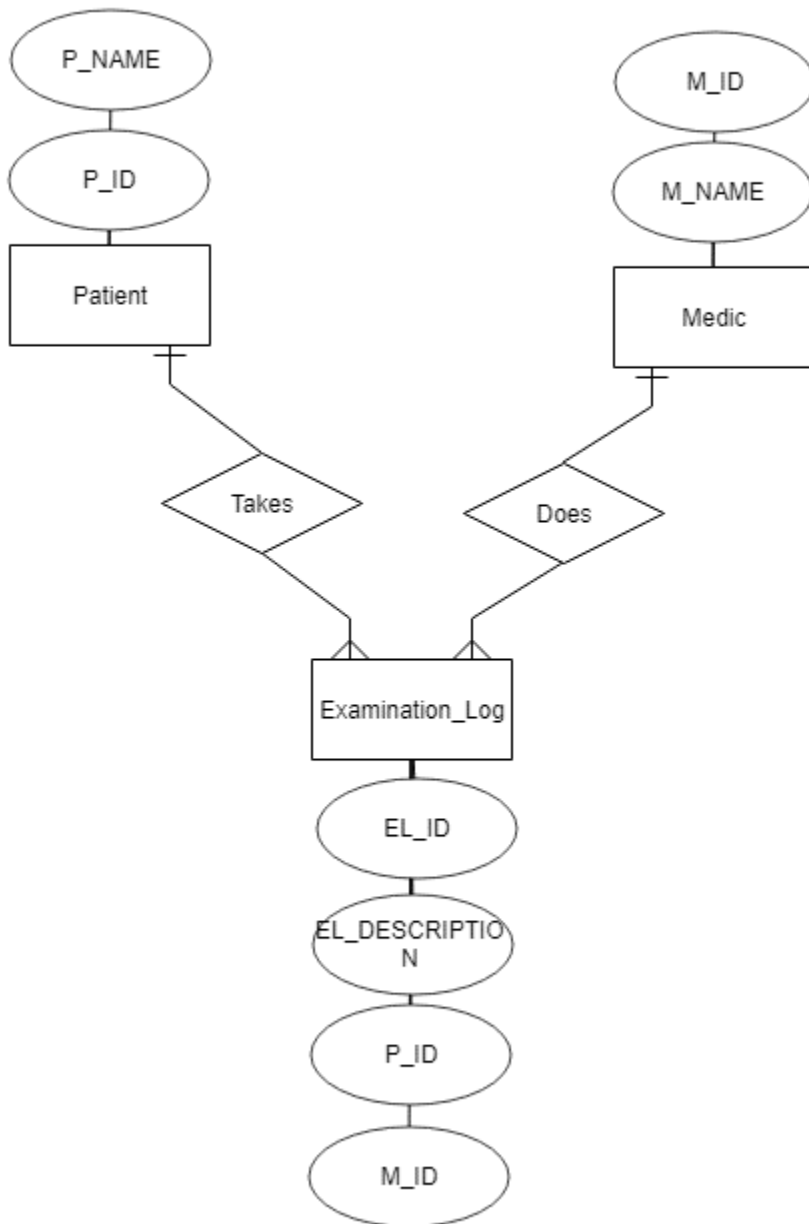 P_NAME
M_ID
P_ID
M_NAME
Patient
Medic
Takes
Does
Examination_Log
EL_ID
EL_DESCRIPTIO
N
P_ID
M_ID